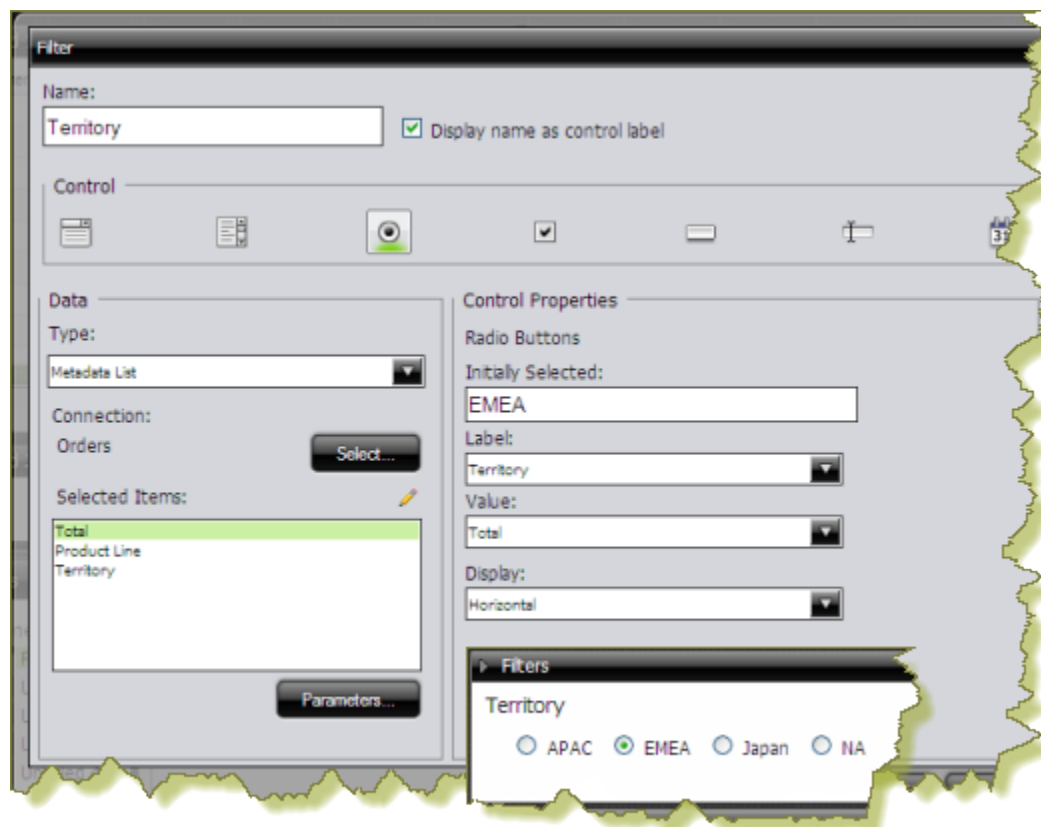 Filter
Name:
Territory
Display name as control label
Control
31
Data
Type:
Metadata List
Connection:
Orders
Select...
Selected Items:
Total
Product Line
Territory
Parameters...
Control Properties
Radio Buttons
Initially Selected:
EMEA
Label:
Territory
Value:
Total
Display:
Horizontal
Filters
Territory
APAC EMEA Japan NA